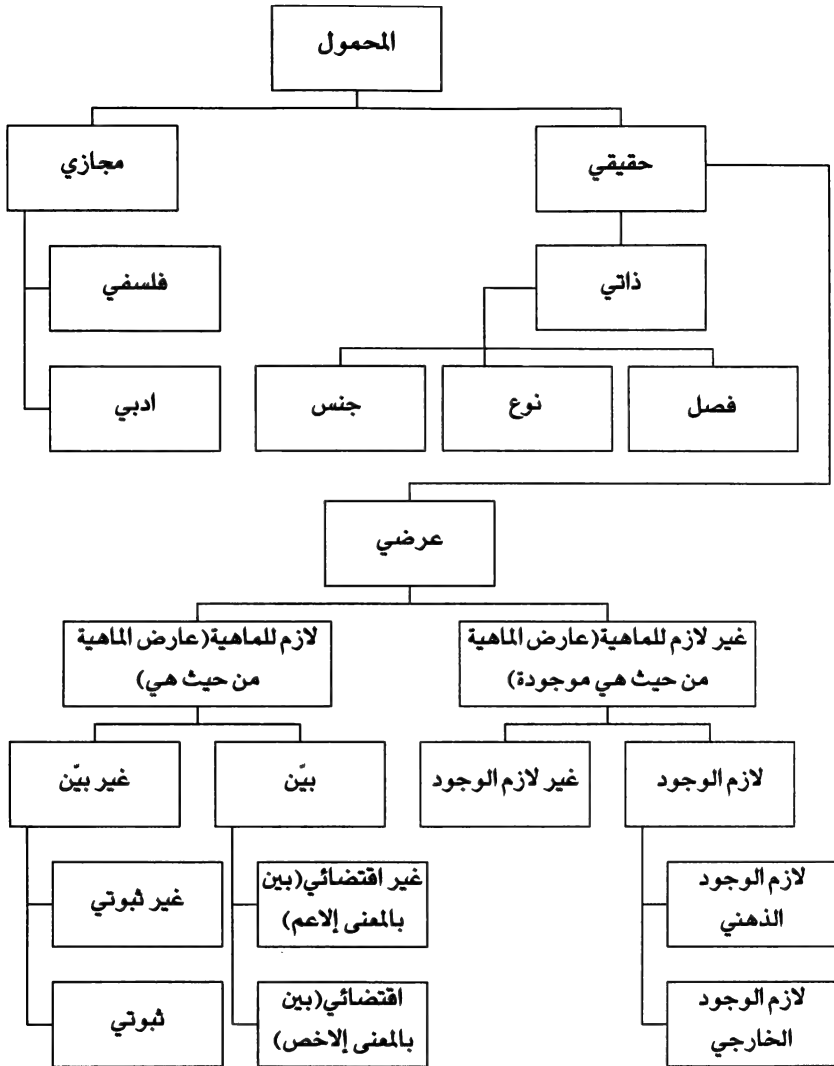 المحمول
حقيقي
مجازي
ذاتي
فلسفي
فصل
نوع
جنس
ادبي
عرضي
غير لازم للماهية(عارض الماهية
من حيث هي موجودة)
لازم للماهية(عارض الماهية
من حيث هي)
لازم الوجود
غير لازم الوجود
بيّن
غير بيّن
لازم الوجود
الذهني
غير اقتضائي(بين
بالمعنى إلاعم)
غير ثبوتي
لازم الوجود
الخارجي
اقتضائي(بين
بالمعنى إلاخص)
ثبوتي